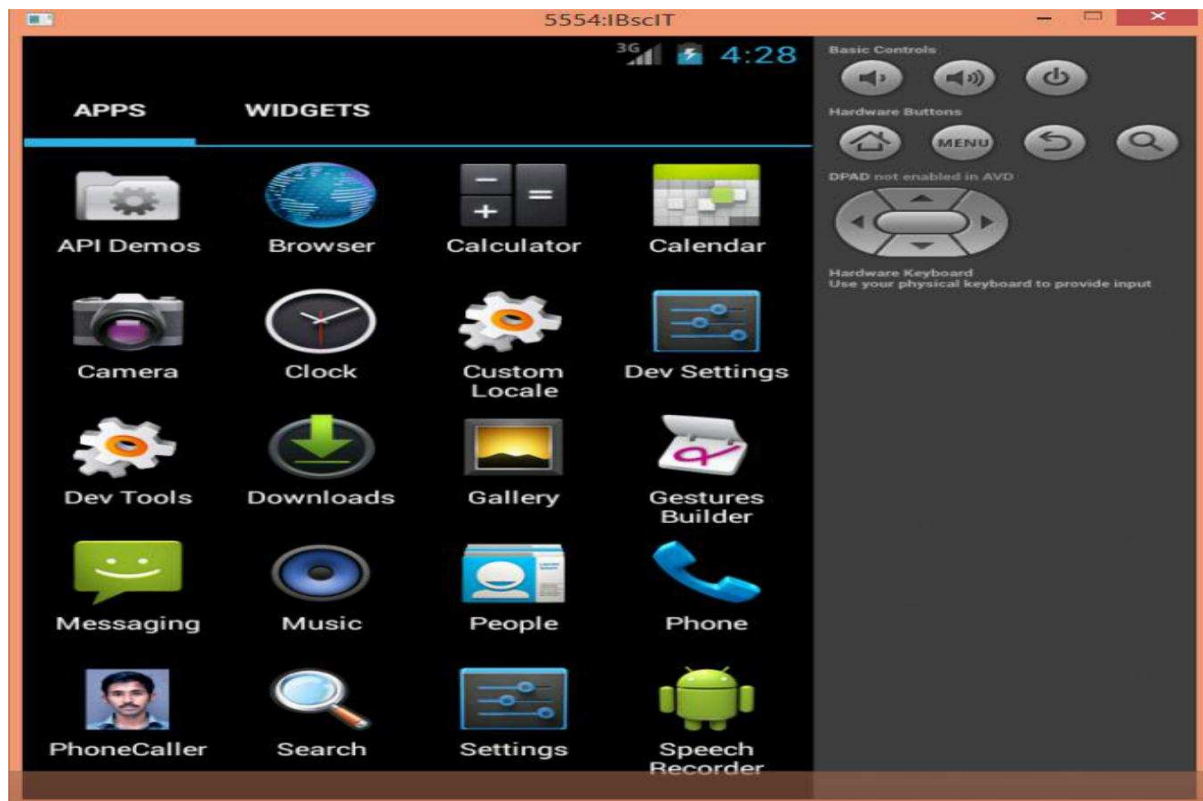 5554:IBscIT
3G 4:28
APPS WIDGETS
API Demos Browser Calculator Calendar
Camera Clock Custom Locale Dev Settings
Dev Tools Downloads Gallery Gestures Builder
Messaging Music People Phone
PhoneCaller Search Settings Speech Recorder
Basic Controls
Hardware Buttons
MENU
DPAD not enabled in AVD
Hardware Keyboard
Use your physical keyboard to provide input